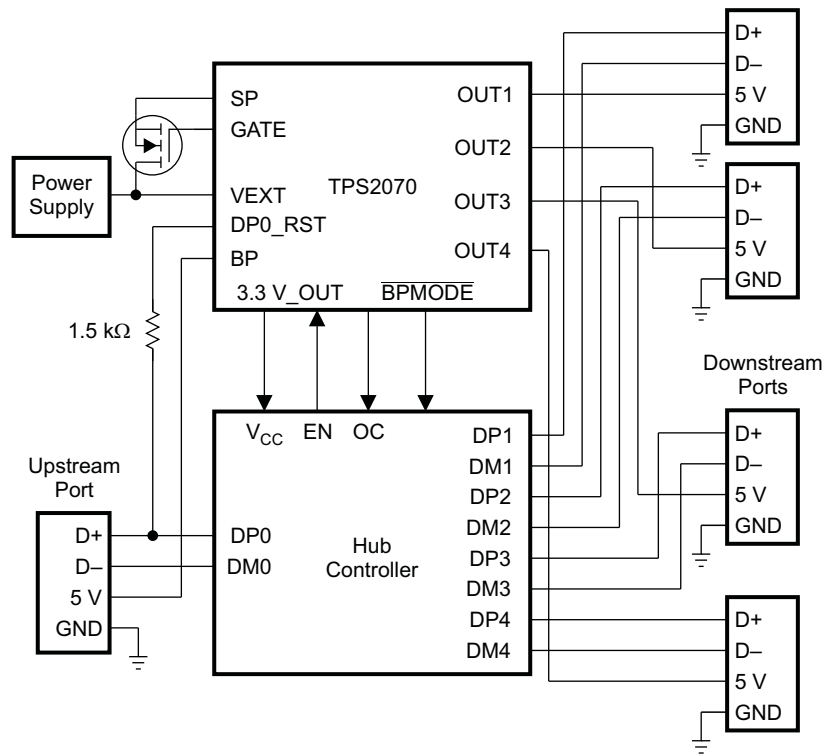 SP
GATE
VEXT
DP0_RST
BP
3.3 V_OUT
BPMODE
TPS2070
OUT1
OUT2
OUT3
OUT4
Power
Supply
1.5 kΩ
D+
D–
5 V
GND
D+
D–
5 V
GND
Downstream
Ports
D+
D–
5 V
GND
D+
D–
5 V
GND
Upstream
Port
D+
D–
5 V
GND
VCC
EN
OC
DP0
DM0
Hub
Controller
DP1
DM1
DP2
DM2
DP3
DM3
DP4
DM4